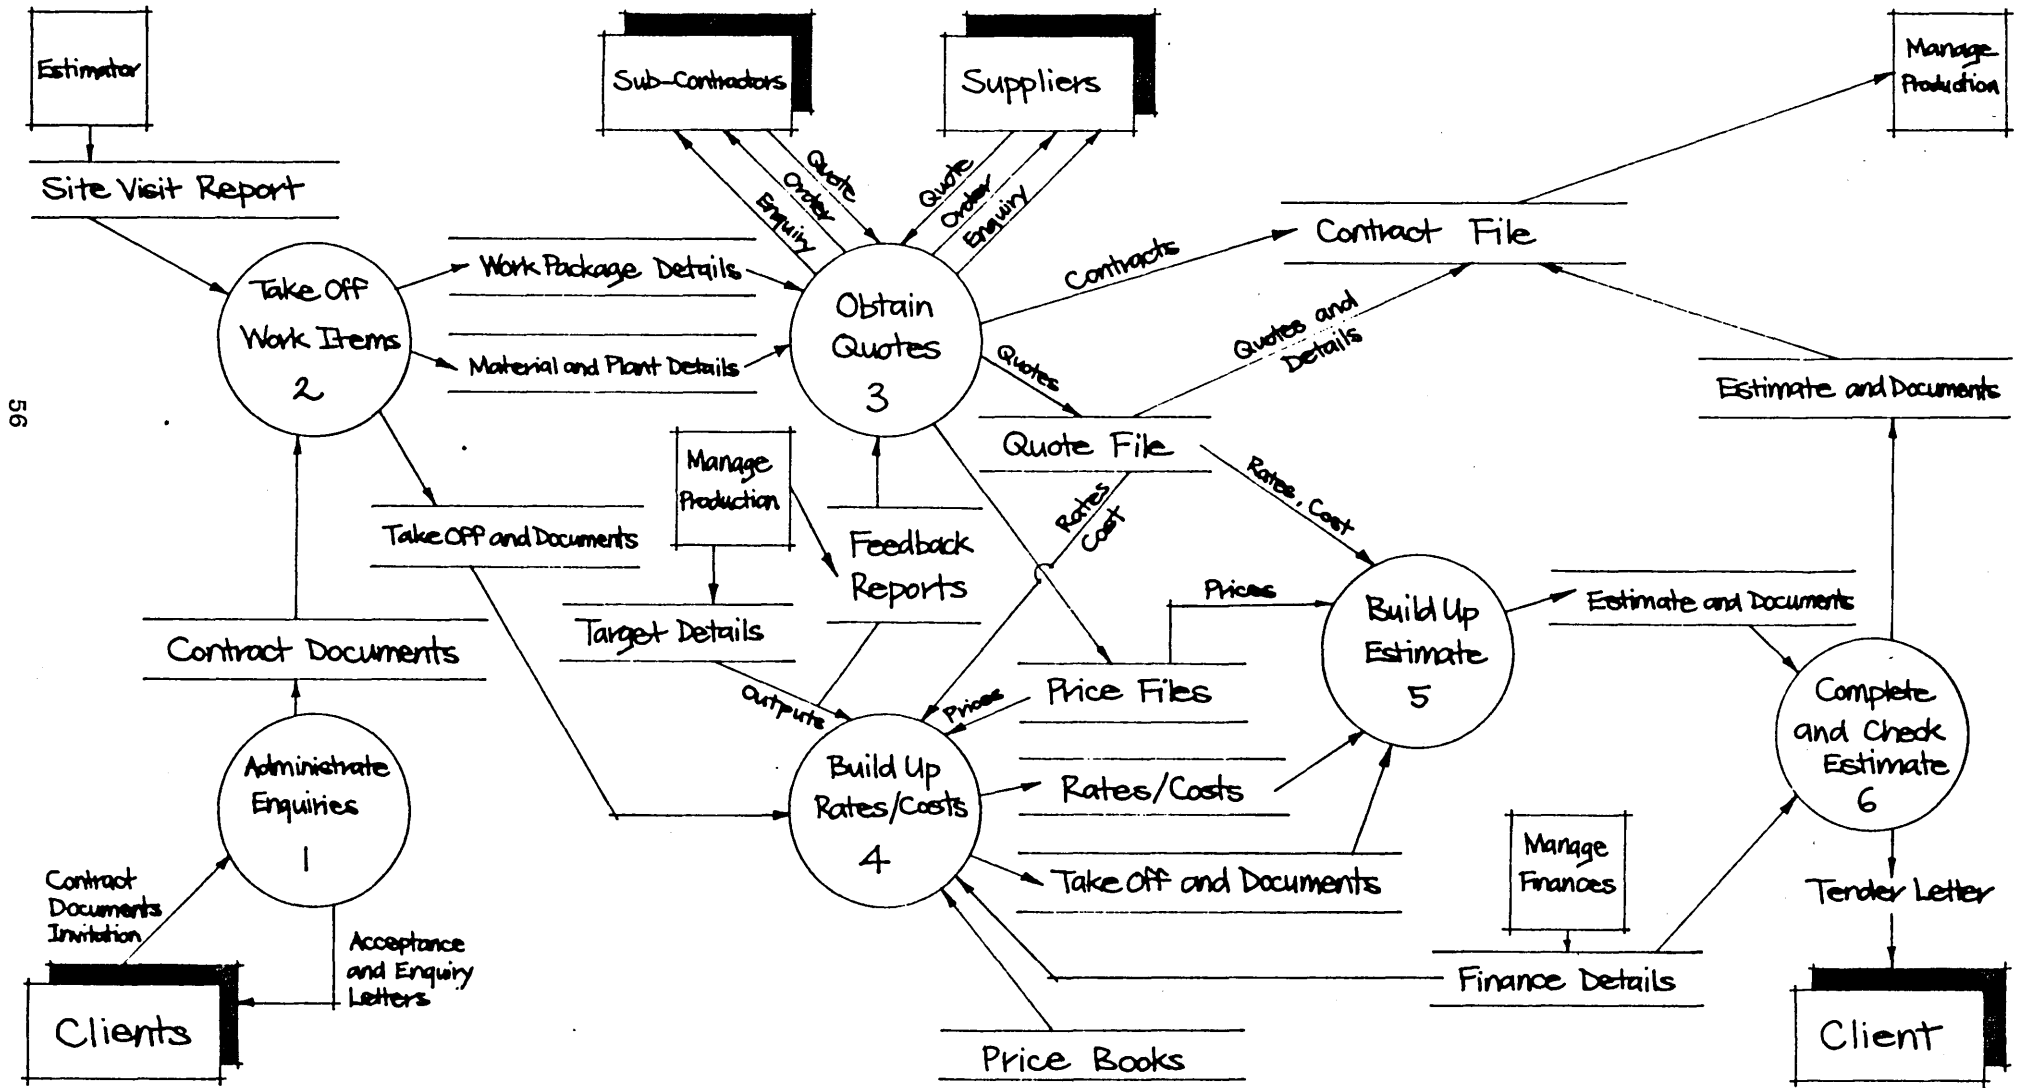 Estimator
Sub-Contractors
Suppliers
Manage
Production
Site Visit Report
Quote
Order
Enquiry
Quote
Order
Enquiry
Contracts
Contract File
Take Off
Work Items
2
Work Package Details
Material and Plant Details
Obtain
Quotes
3
Quotes
Quotes and
Details
Estimate and Documents
56
Manage
Production
Quote File
Rates
Cost
Rates, Cost
Take Off and Documents
Feedback
Reports
Target Details
Outputs
Prices
Prices
Price Files
Build Up
Estimate
5
Estimate and Documents
Contract Documents
Administrate
Enquiries
1
Build Up
Rates/Costs
4
Rates/Costs
Take Off and Documents
Complete
and Check
Estimate
6
Manage
Finances
Tender Letter
Contract
Documents
Invitation
Acceptance
and Enquiry
Letters
Finance Details
Clients
Price Books
Client